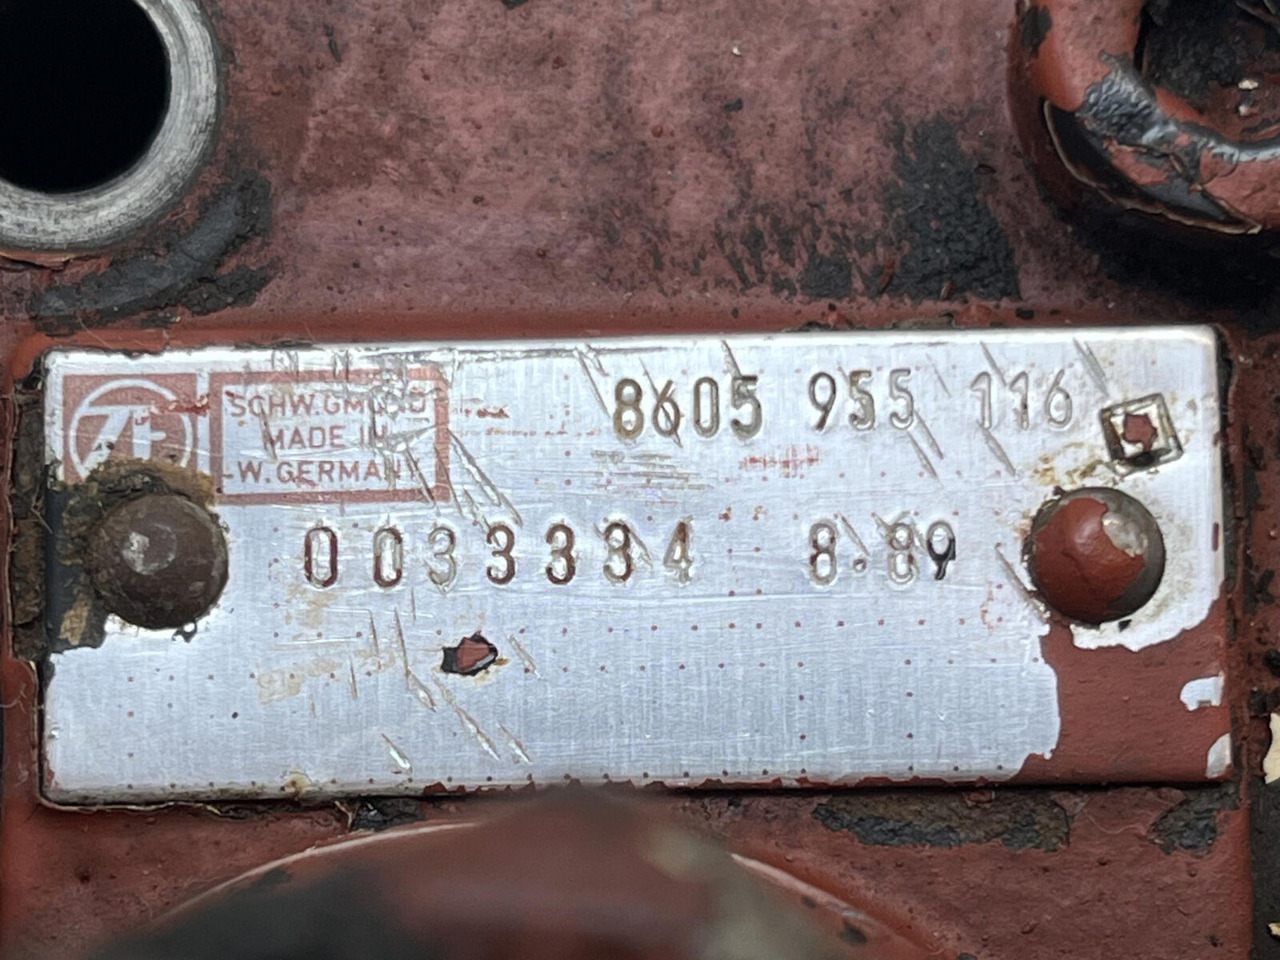 ZF
SCHW.GMÜND
MADE IN
W.GERMANY
8605 955 116
0033334 8.89